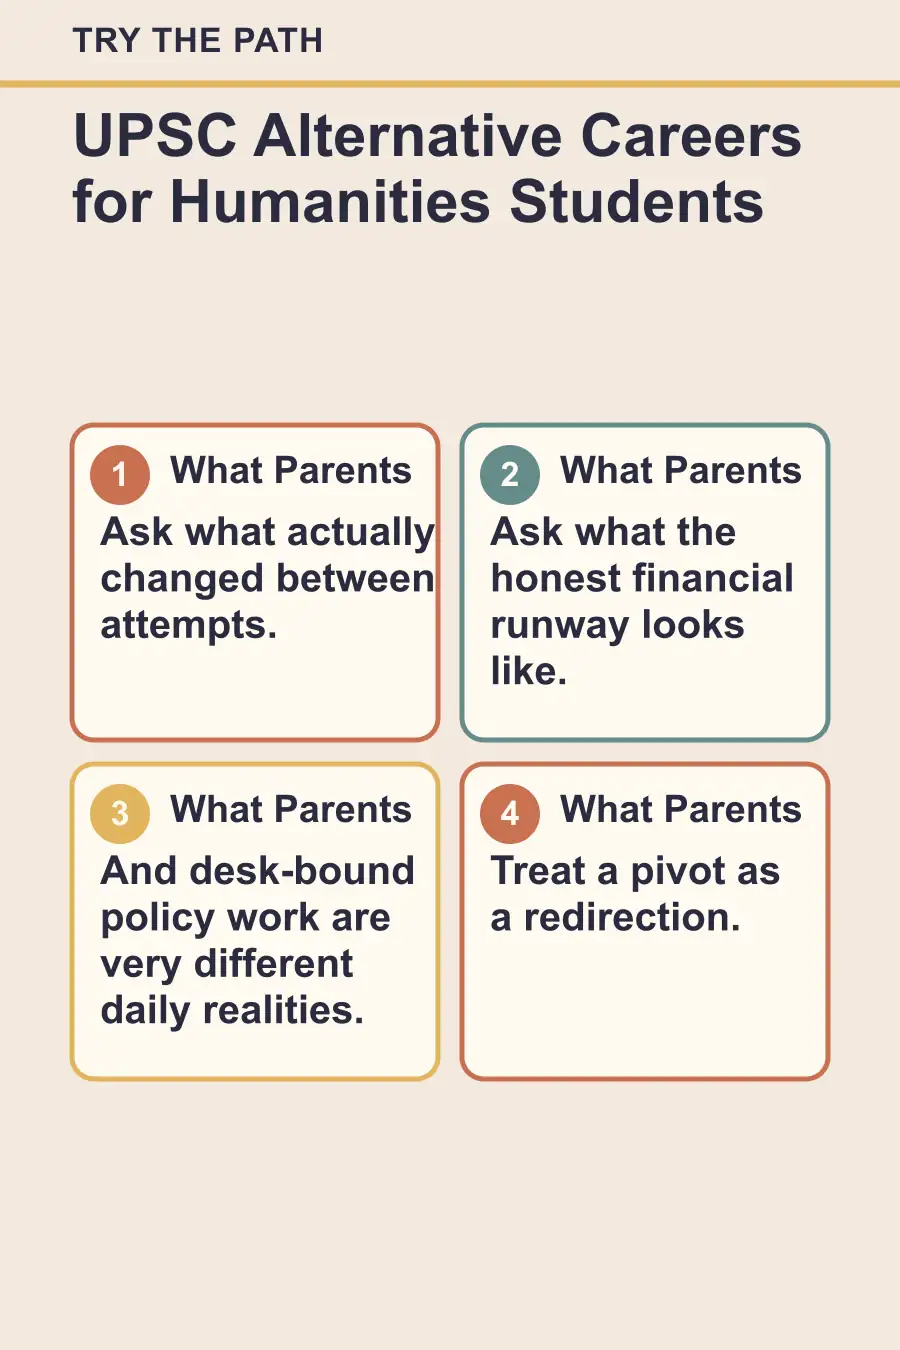 TRY THE PATH
UPSC Alternative Careers
for Humanities Students
1 What Parents
Ask what actually
changed between
attempts.
2 What Parents
Ask what the
honest financial
runway looks
like.
3 What Parents
And desk-bound
policy work are
very different
daily realities.
4 What Parents
Treat a pivot as
a redirection.